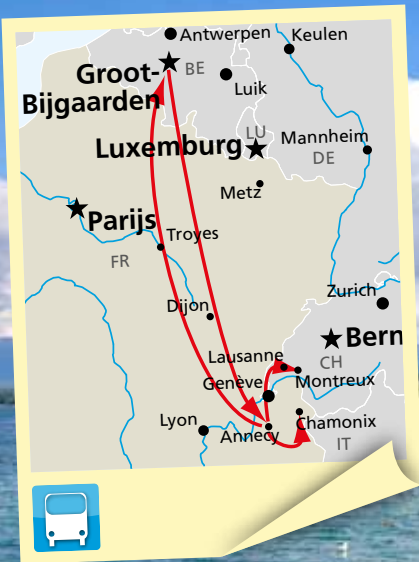 Antwerpen
Keulen
Groot-
Bijgaarden
BE
Luik
LU
Luxemburg
Mannheim
DE
Metz
Parijs
Troyes
FR
Dijon
Zurich
Bern
Lausanne
CH
Genève
Montreux
Lyon
Annecy
Chamonix
IT